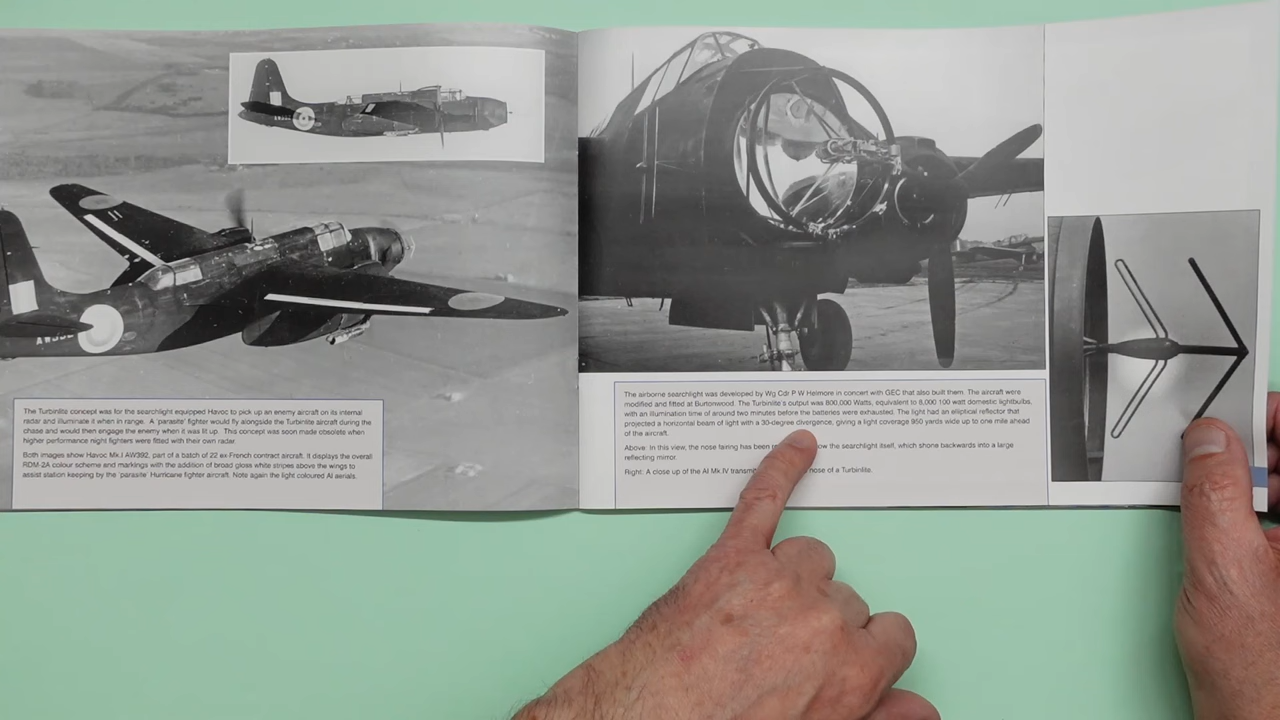 The Turbinlite concept was for the searchlight equipped Havoc to pick up an enemy aircraft on its internal
radar and illuminate it when in range. A 'parasite' fighter would fly alongside the Turbinlite aircraft during the
chase and would then engage the enemy when it was lit up. This concept was soon made obsolete when
higher performance night fighters were fitted with their own radar.
Both images show Havoc Mk.I AW392, part of a batch of 22 ex-French contract aircraft. It displays the overall
RDM-2A colour scheme and markings with the addition of broad gloss white stripes above the wings to
assist station keeping by the 'parasite' Hurricane fighter aircraft. Note again the light coloured AI aerials.
The airborne searchlight was developed by Wg Cdr P W Helmore in concert with GEC that also built them. The aircraft were
modified and fitted at Burtonwood. The Turbinlite's output was 800,000 Watts, equivalent to 8,000 100 watt domestic lightbulbs,
with an illumination time of around two minutes before the batteries were exhausted. The light had an elliptical reflector that
projected a horizontal beam of light with a 30-degree divergence, giving a light coverage 950 yards wide up to one mile ahead
of the aircraft.
Above: In this view, the nose fairing has been the searchlight itself, which shone backwards into a large
reflecting mirror.
Right: A close up of the AI Mk.IV nose of a Turbinlite.